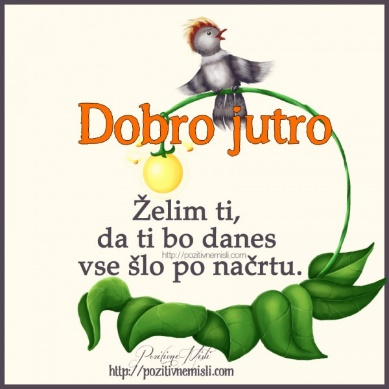 Dobro jutro
Želim ti,
da ti bo danes
http://pozitivnemisli.com
vse šlo po načrtu.
Pozitivne Misli
http://pozitivnemisli.com